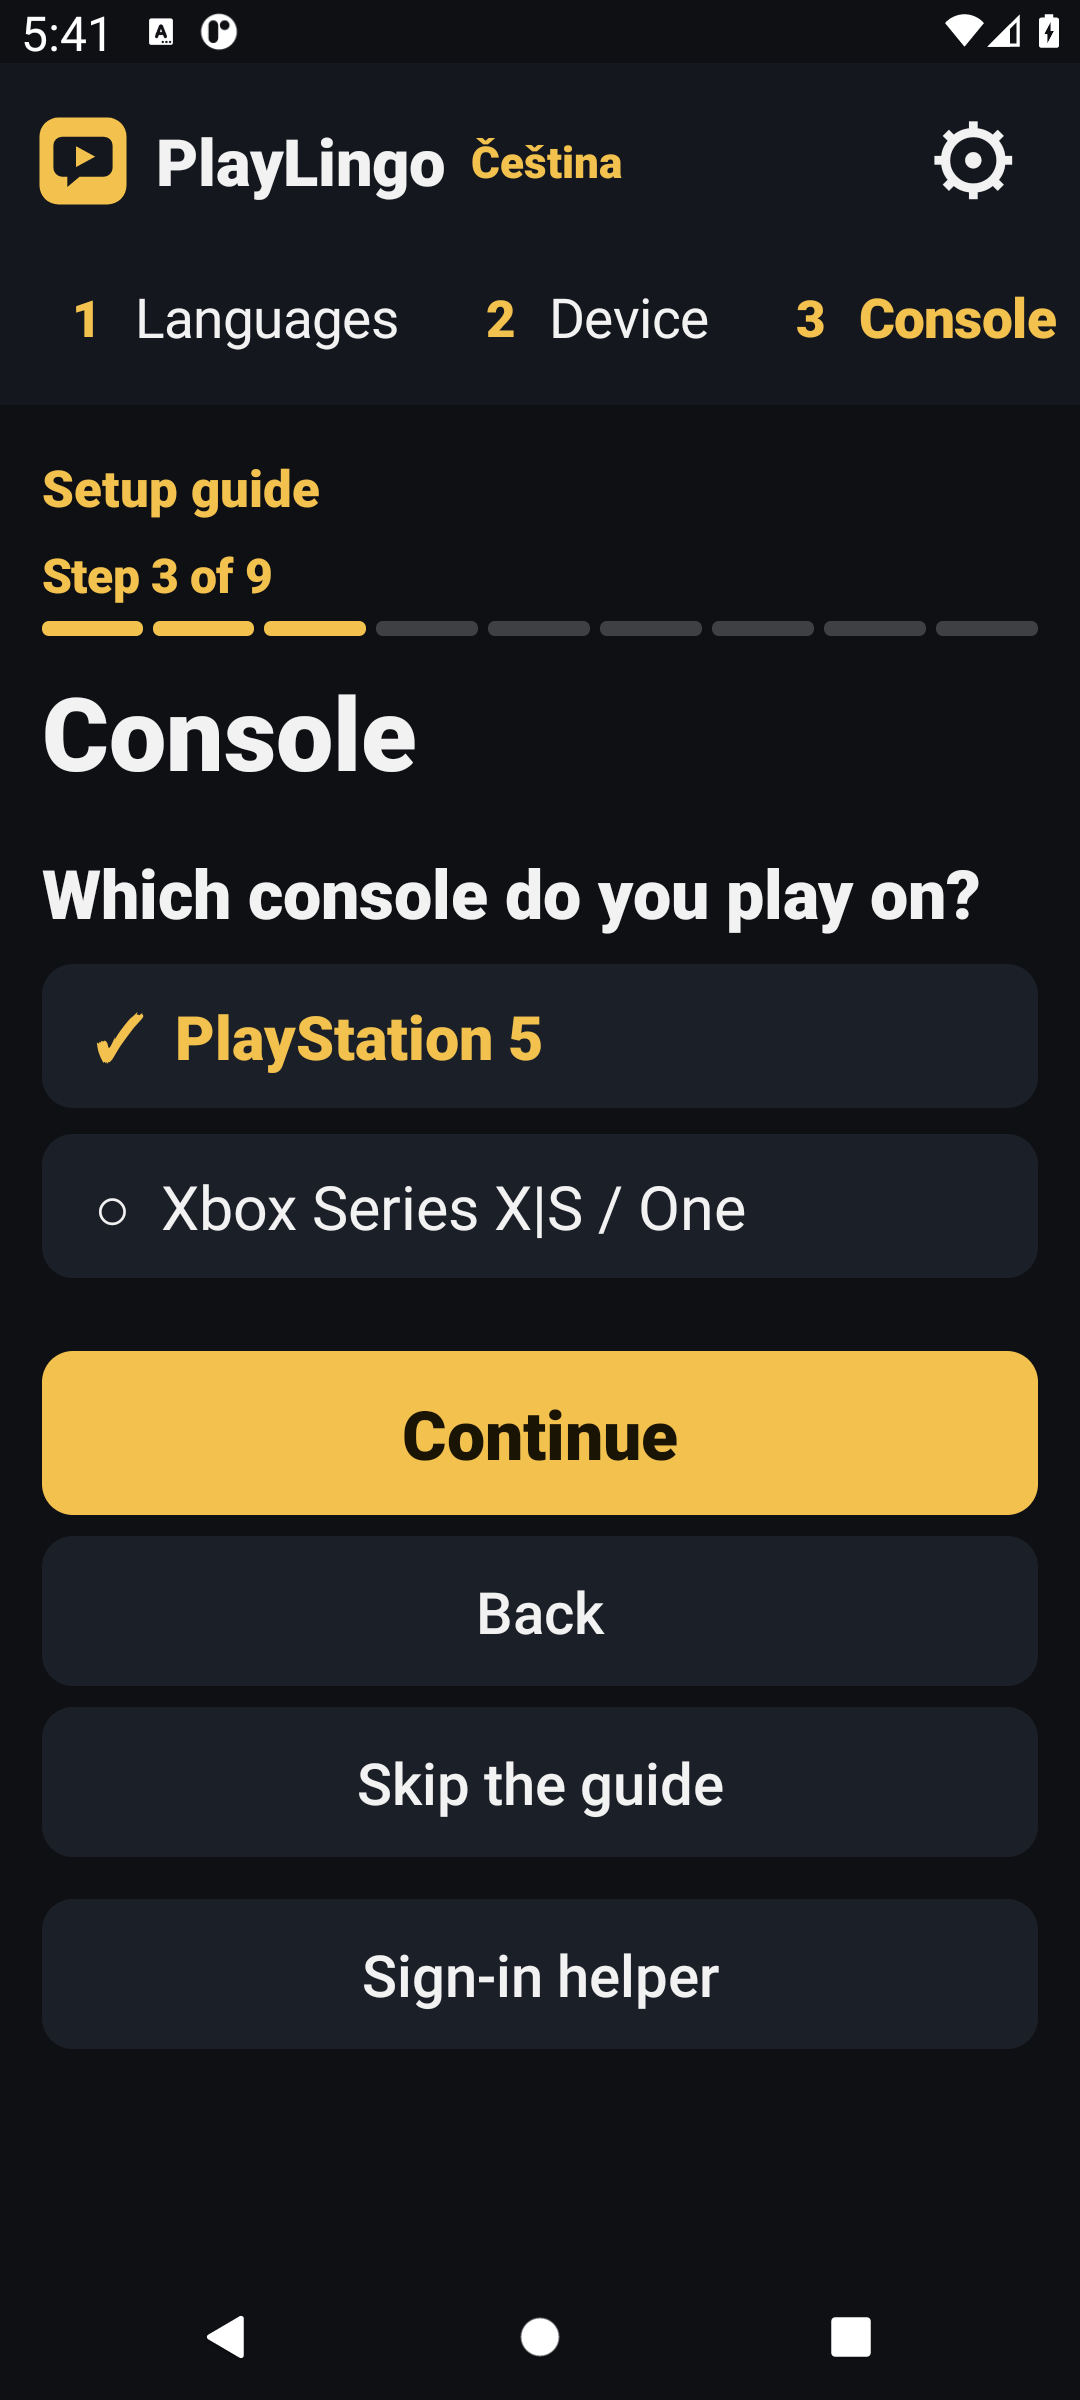 5:41
PlayLingo Čeština
1 Languages 2 Device 3 Console
Setup guide
Step 3 of 9
Console
Which console do you play on?
✓ PlayStation 5
○ Xbox Series X|S / One
Continue
Back
Skip the guide
Sign-in helper